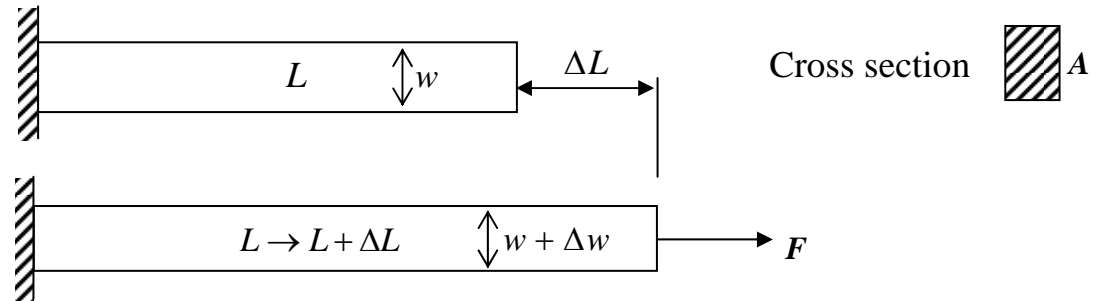 L w ΔL Cross section A
L → L + ΔL w + Δw F